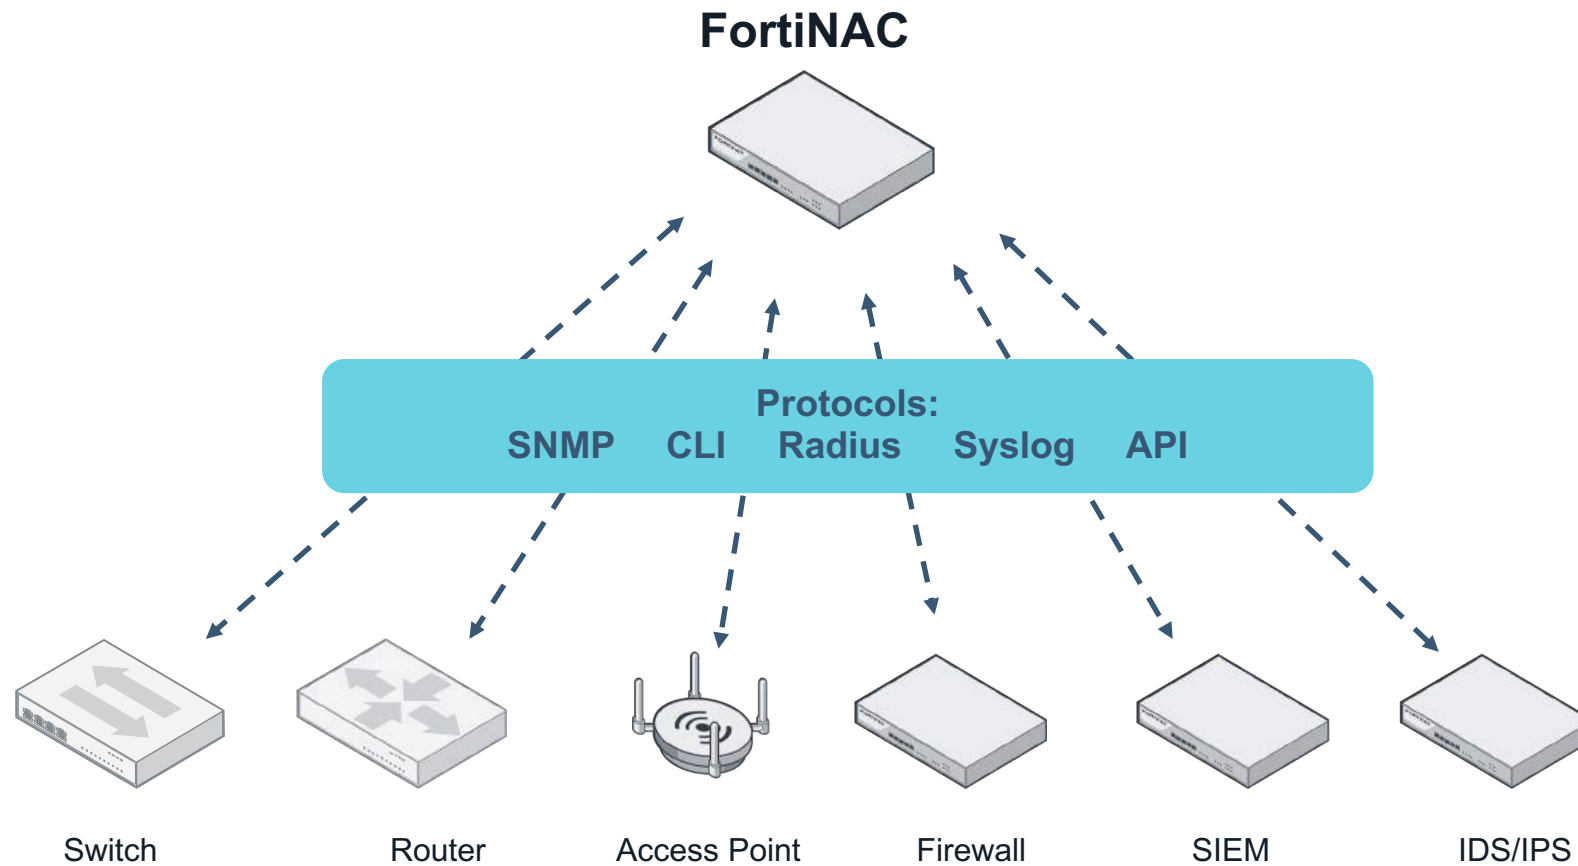 FortiNAC
Protocols:
SNMP CLI Radius Syslog API
Switch Router Access Point Firewall SIEM IDS/IPS